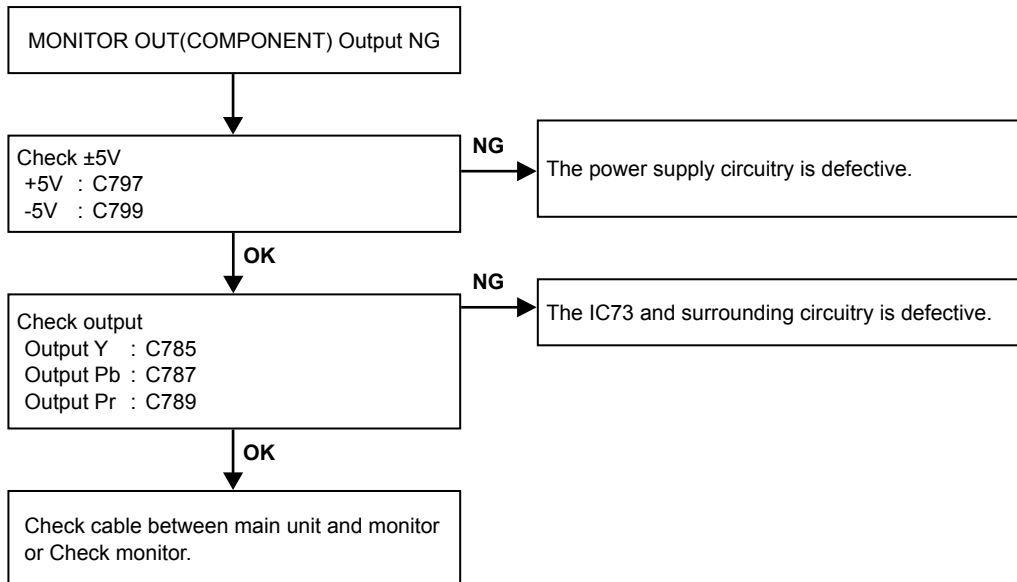 MONITOR OUT(COMPONENT) Output NG
Check ±5V
+5V : C797
-5V : C799
NG
The power supply circuitry is defective.
OK
Check output
Output Y : C785
Output Pb : C787
Output Pr : C789
NG
The IC73 and surrounding circuitry is defective.
OK
Check cable between main unit and monitor
or Check monitor.